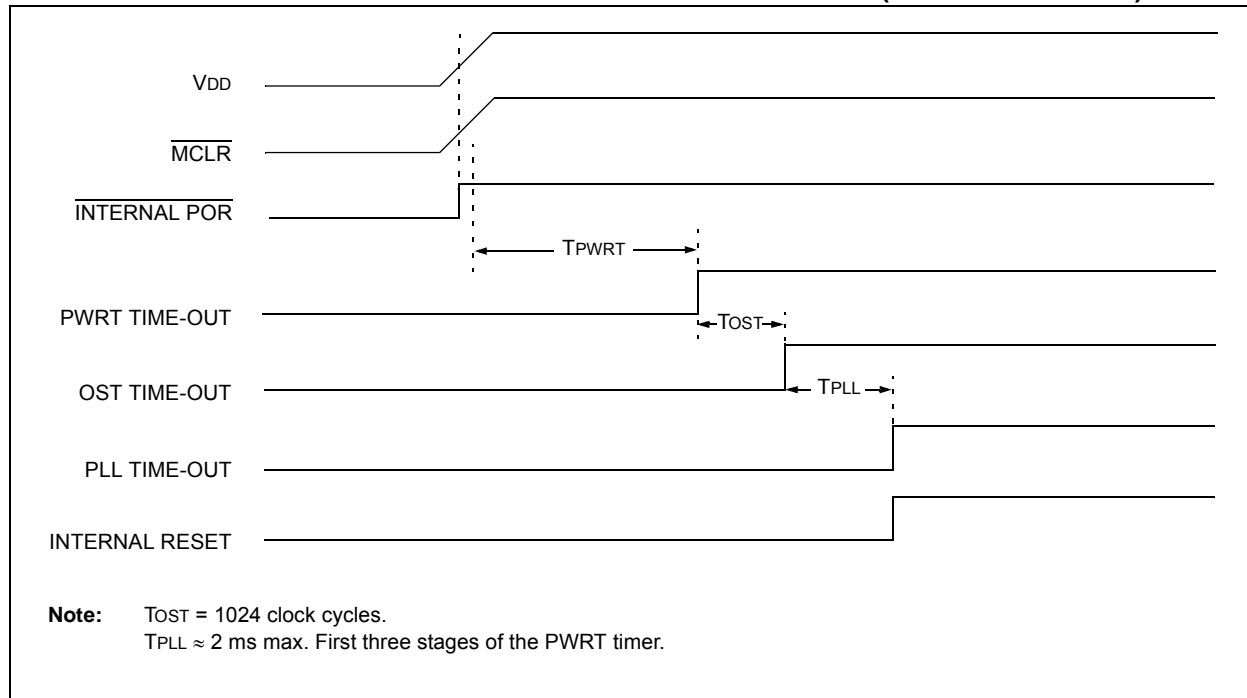 VDD
MCLR
INTERNAL POR
TPWRT
PWRT TIME-OUT
TOST
OST TIME-OUT
TPLL
PLL TIME-OUT
INTERNAL RESET
Note: TOST = 1024 clock cycles.
TPLL ≈ 2 ms max. First three stages of the PWRT timer.